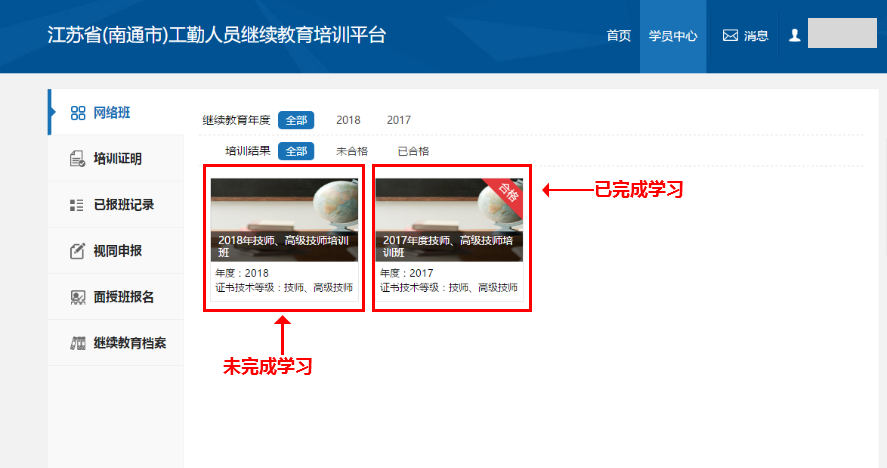 江苏省(南通市)工勤人员继续教育培训平台
首页
学员中心
消息
网络班
培训证明
已报班记录
视同申报
面授班报名
继续教育档案
继续教育年度 全部 2018 2017
培训结果 全部 未合格 已合格
2018年技师、高级技师培训
班
年度：2018
证书技术等级：技师、高级技师
合格
2017年度技师、高级技师培
训班
年度：2017
证书技术等级：技师、高级技师
已完成学习
未完成学习